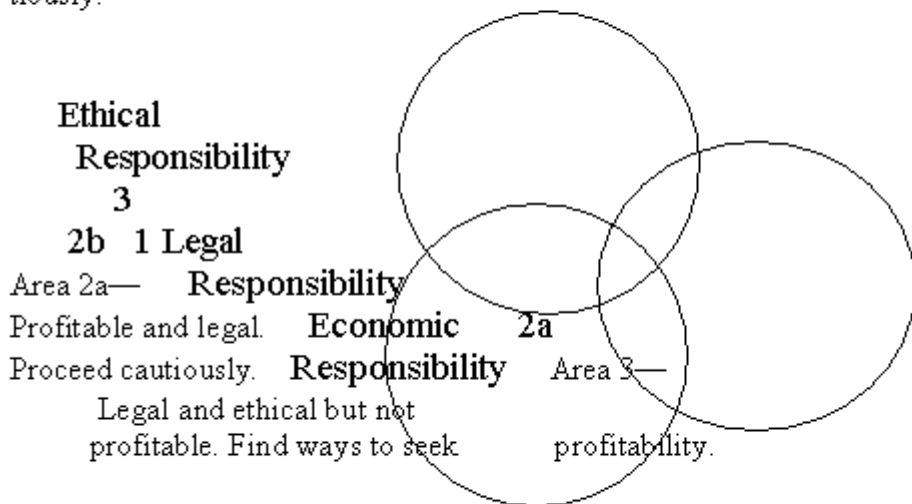 tiously.
Ethical
Responsibility
3
2b 1 Legal
Area 2a— Responsibility
Profitable and legal. Economic 2a
Proceed cautiously. Responsibility Area 3—
Legal and ethical but not
profitable. Find ways to seek profitability.